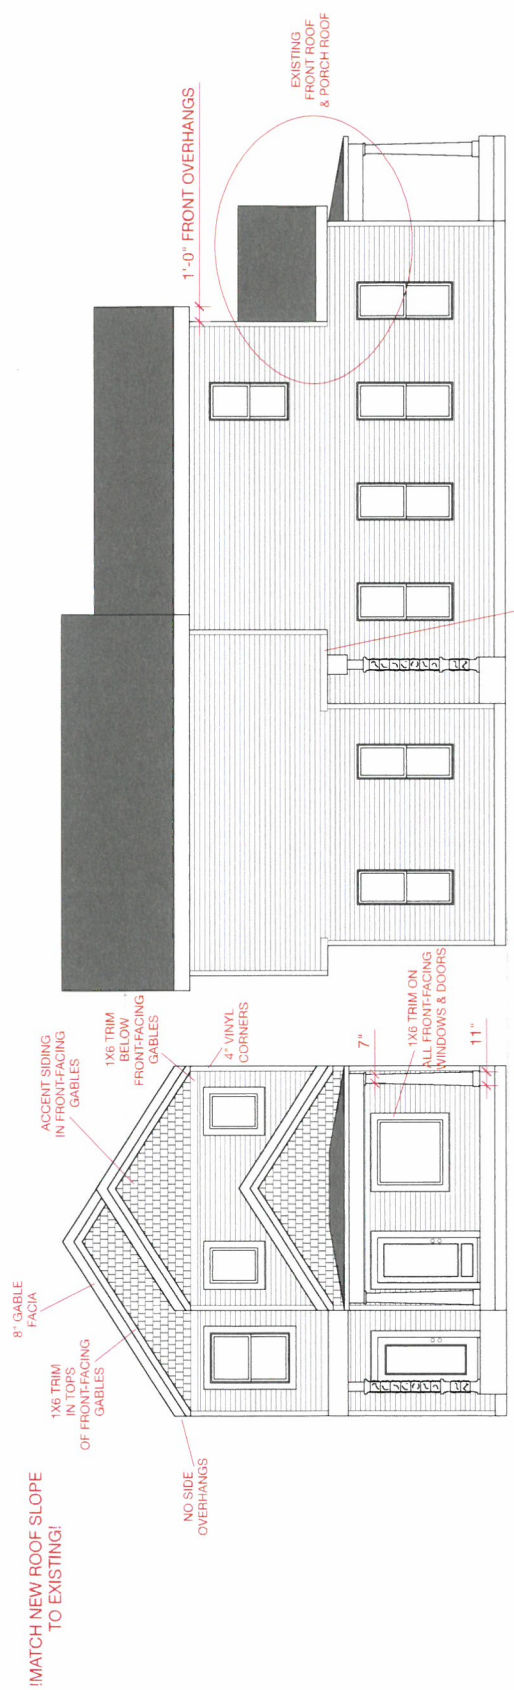 !MATCH NEW ROOF SLOPE
TO EXISTING!
8" GABLE
FACIA
1X6 TRIM
IN TOPS
OF FRONT-FACING
GABLES
NO SIDE
OVERHANGS
ACCENT SIDING
IN FRONT-FACING
GABLES
1X6 TRIM
BELOW
FRONT-FACING
GABLES
4" VINYL
CORNERS
7"
1X6 TRIM ON
ALL FRONT-FACING
WINDOWS & DOORS
11"
1'-0" FRONT OVERHANGS
EXISTING
FRONT ROOF
& PORCH ROOF